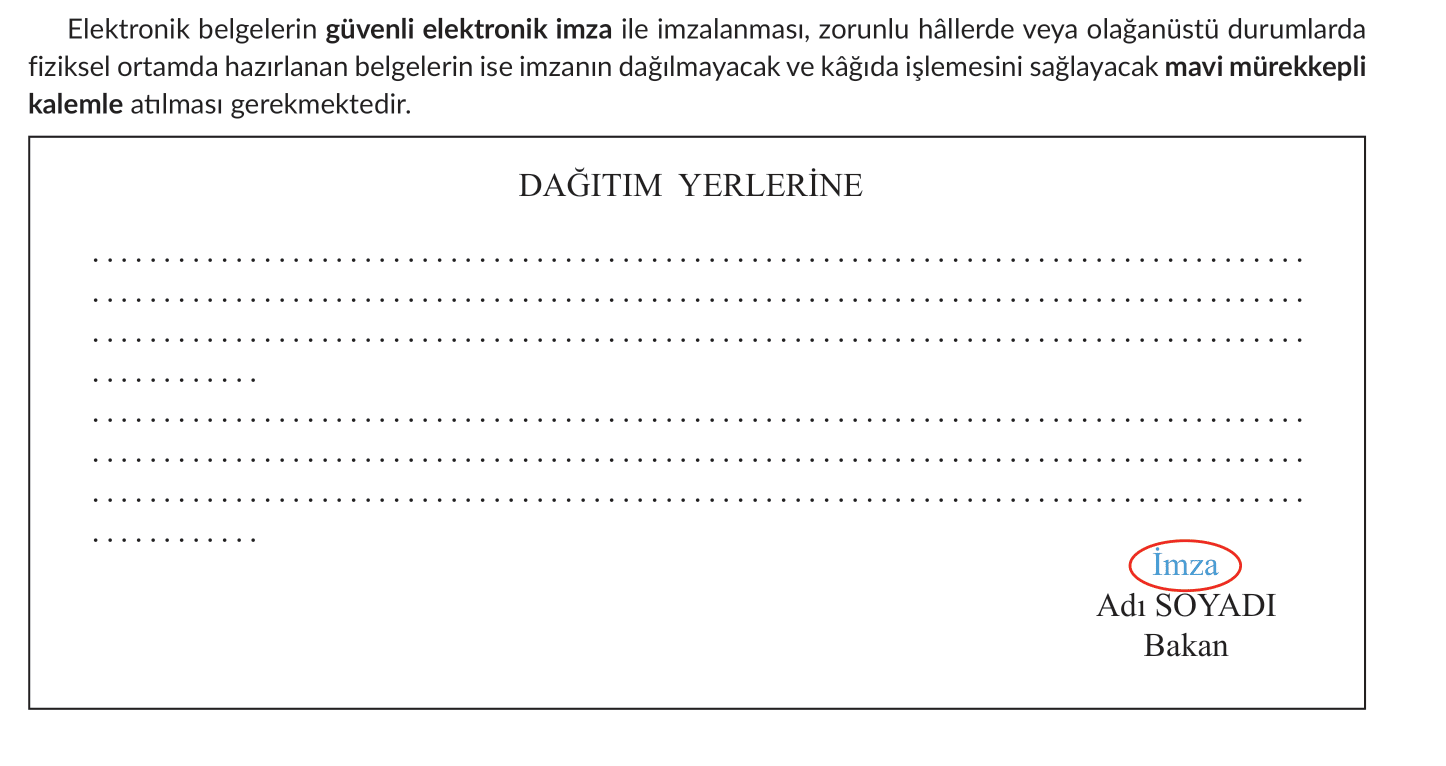 Elektronik belgelerin güvenli elektronik imza ile imzalanması, zorunlu hâllerde veya olağanüstü durumlarda
fiziksel ortamda hazırlanan belgelerin ise imzanın dağılmayacak ve kâğıda işlemesini sağlayacak mavi mürekkepli
kalemle atılması gerekmektedir.
DAĞITIM YERLERİNE
. . . . . . . . . . . . . . . . . . . . . . . . . . . . . . . . . . . . . . . . . . . . . . . . . . . . . . . . . . . . . . . . . . . . . . . . . . . . . . . . . . . . .
. . . . . . . . . . . . . . . . . . . . . . . . . . . . . . . . . . . . . . . . . . . . . . . . . . . . . . . . . . . . . . . . . . . . . . . . . . . . . . . . . . . . .
. . . . . . . . . . . . . . . . . . . . . . . . . . . . . . . . . . . . . . . . . . . . . . . . . . . . . . . . . . . . . . . . . . . . . . . . . . . . . . . . . . . . .
. . . . . . . . . . . .
. . . . . . . . . . . . . . . . . . . . . . . . . . . . . . . . . . . . . . . . . . . . . . . . . . . . . . . . . . . . . . . . . . . . . . . . . . . . . . . . . . . . .
. . . . . . . . . . . . . . . . . . . . . . . . . . . . . . . . . . . . . . . . . . . . . . . . . . . . . . . . . . . . . . . . . . . . . . . . . . . . . . . . . . . . .
. . . . . . . . . . . . . . . . . . . . . . . . . . . . . . . . . . . . . . . . . . . . . . . . . . . . . . . . . . . . . . . . . . . . . . . . . . . . . . . . . . . . .
. . . . . . . . . . . .
İmza
Adı SOYADI
Bakan